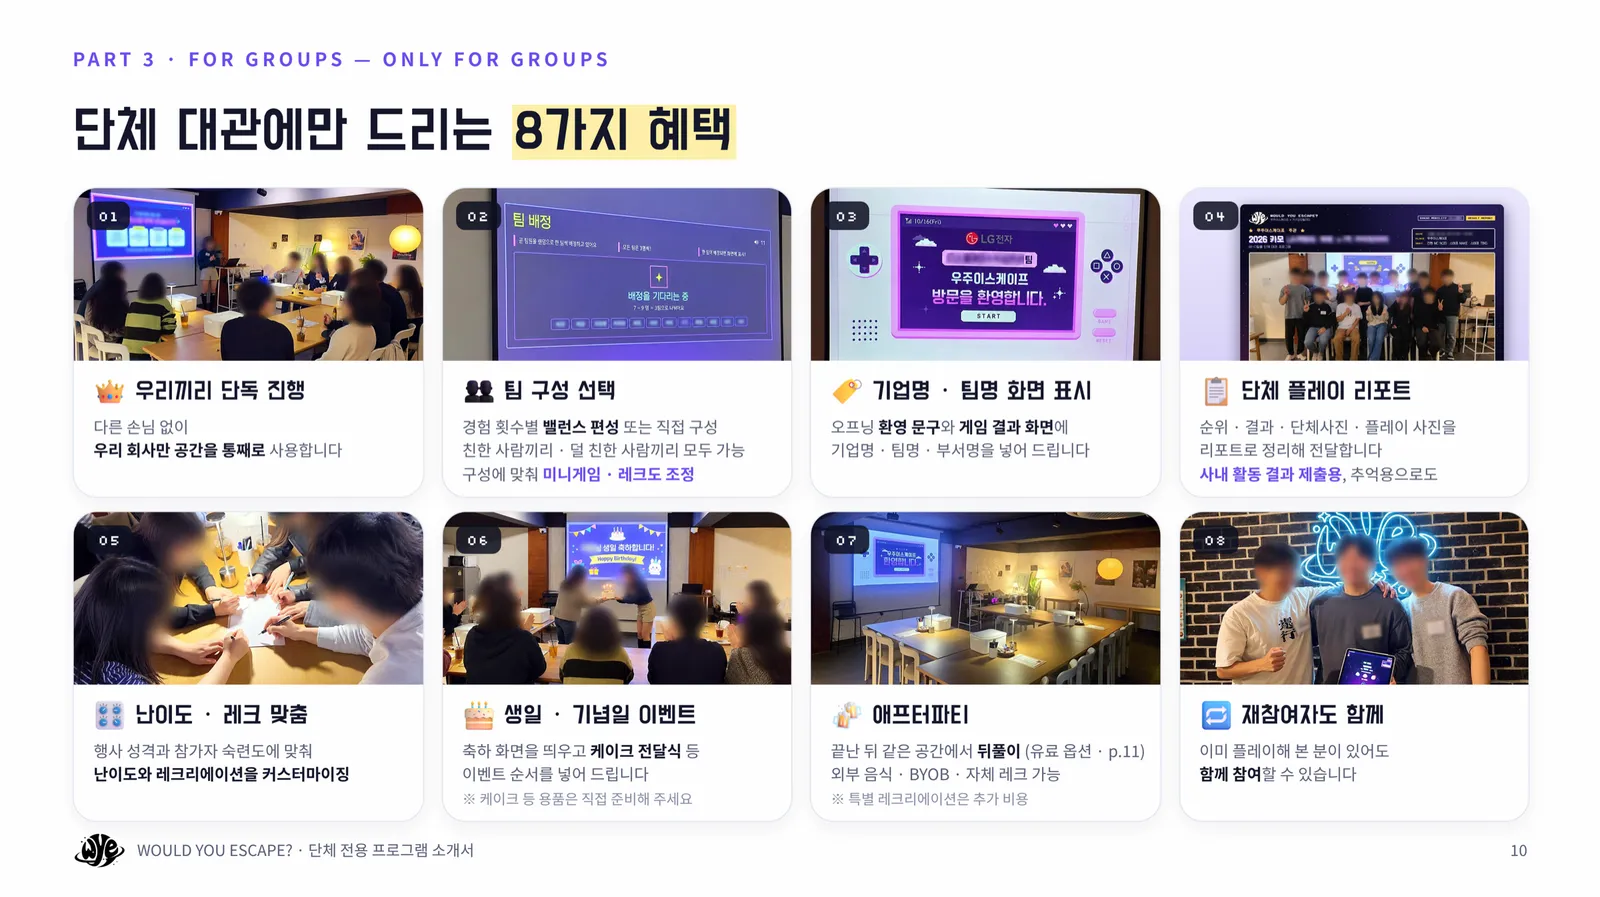 PART 3 · FOR GROUPS — ONLY FOR GROUPS
단체 대관에만 드리는 8가지 혜택
01
우리끼리 단독 진행
다른 손님 없이
우리 회사만 공간을 통째로 사용합니다
02
팀 배정
배정을 기다리는 중
팀 구성 선택
경험 횟수별 밸런스 편성 또는 직접 구성
친한 사람끼리 · 덜 친한 사람끼리 모두 가능
구성에 맞춰 미니게임 · 레크도 조정
03
10/16(Fri)
LG전자
팀
우주이스케이프
방문을 환영합니다.
START
기업명 · 팀명 화면 표시
오프닝 환영 문구와 게임 결과 화면에
기업명 · 팀명 · 부서명을 넣어 드립니다
04
WOULD YOU ESCAPE?
2026 키모
단체 플레이 리포트
순위 · 결과 · 단체사진 · 플레이 사진을
리포트로 정리해 전달합니다
사내 활동 결과 제출용, 추억용으로도
05
난이도 · 레크 맞춤
행사 성격과 참가자 숙련도에 맞춰
난이도와 레크리에이션을 커스터마이징
06
생일 축하합니다!
Happy Birthday!
생일 · 기념일 이벤트
축하 화면을 띄우고 케이크 전달식 등
이벤트 순서를 넣어 드립니다
※ 케이크 등 용품은 직접 준비해 주세요
07
우주이스케이프
환영합니다.
애프터파티
끝난 뒤 같은 공간에서 뒤풀이 (유료 옵션 · p.11)
외부 음식 · BYOB · 자체 레크 가능
※ 특별 레크리에이션은 추가 비용
08
재참여자도 함께
이미 플레이해 본 분이 있어도
함께 참여할 수 있습니다
wye
WOULD YOU ESCAPE? · 단체 전용 프로그램 소개서
10